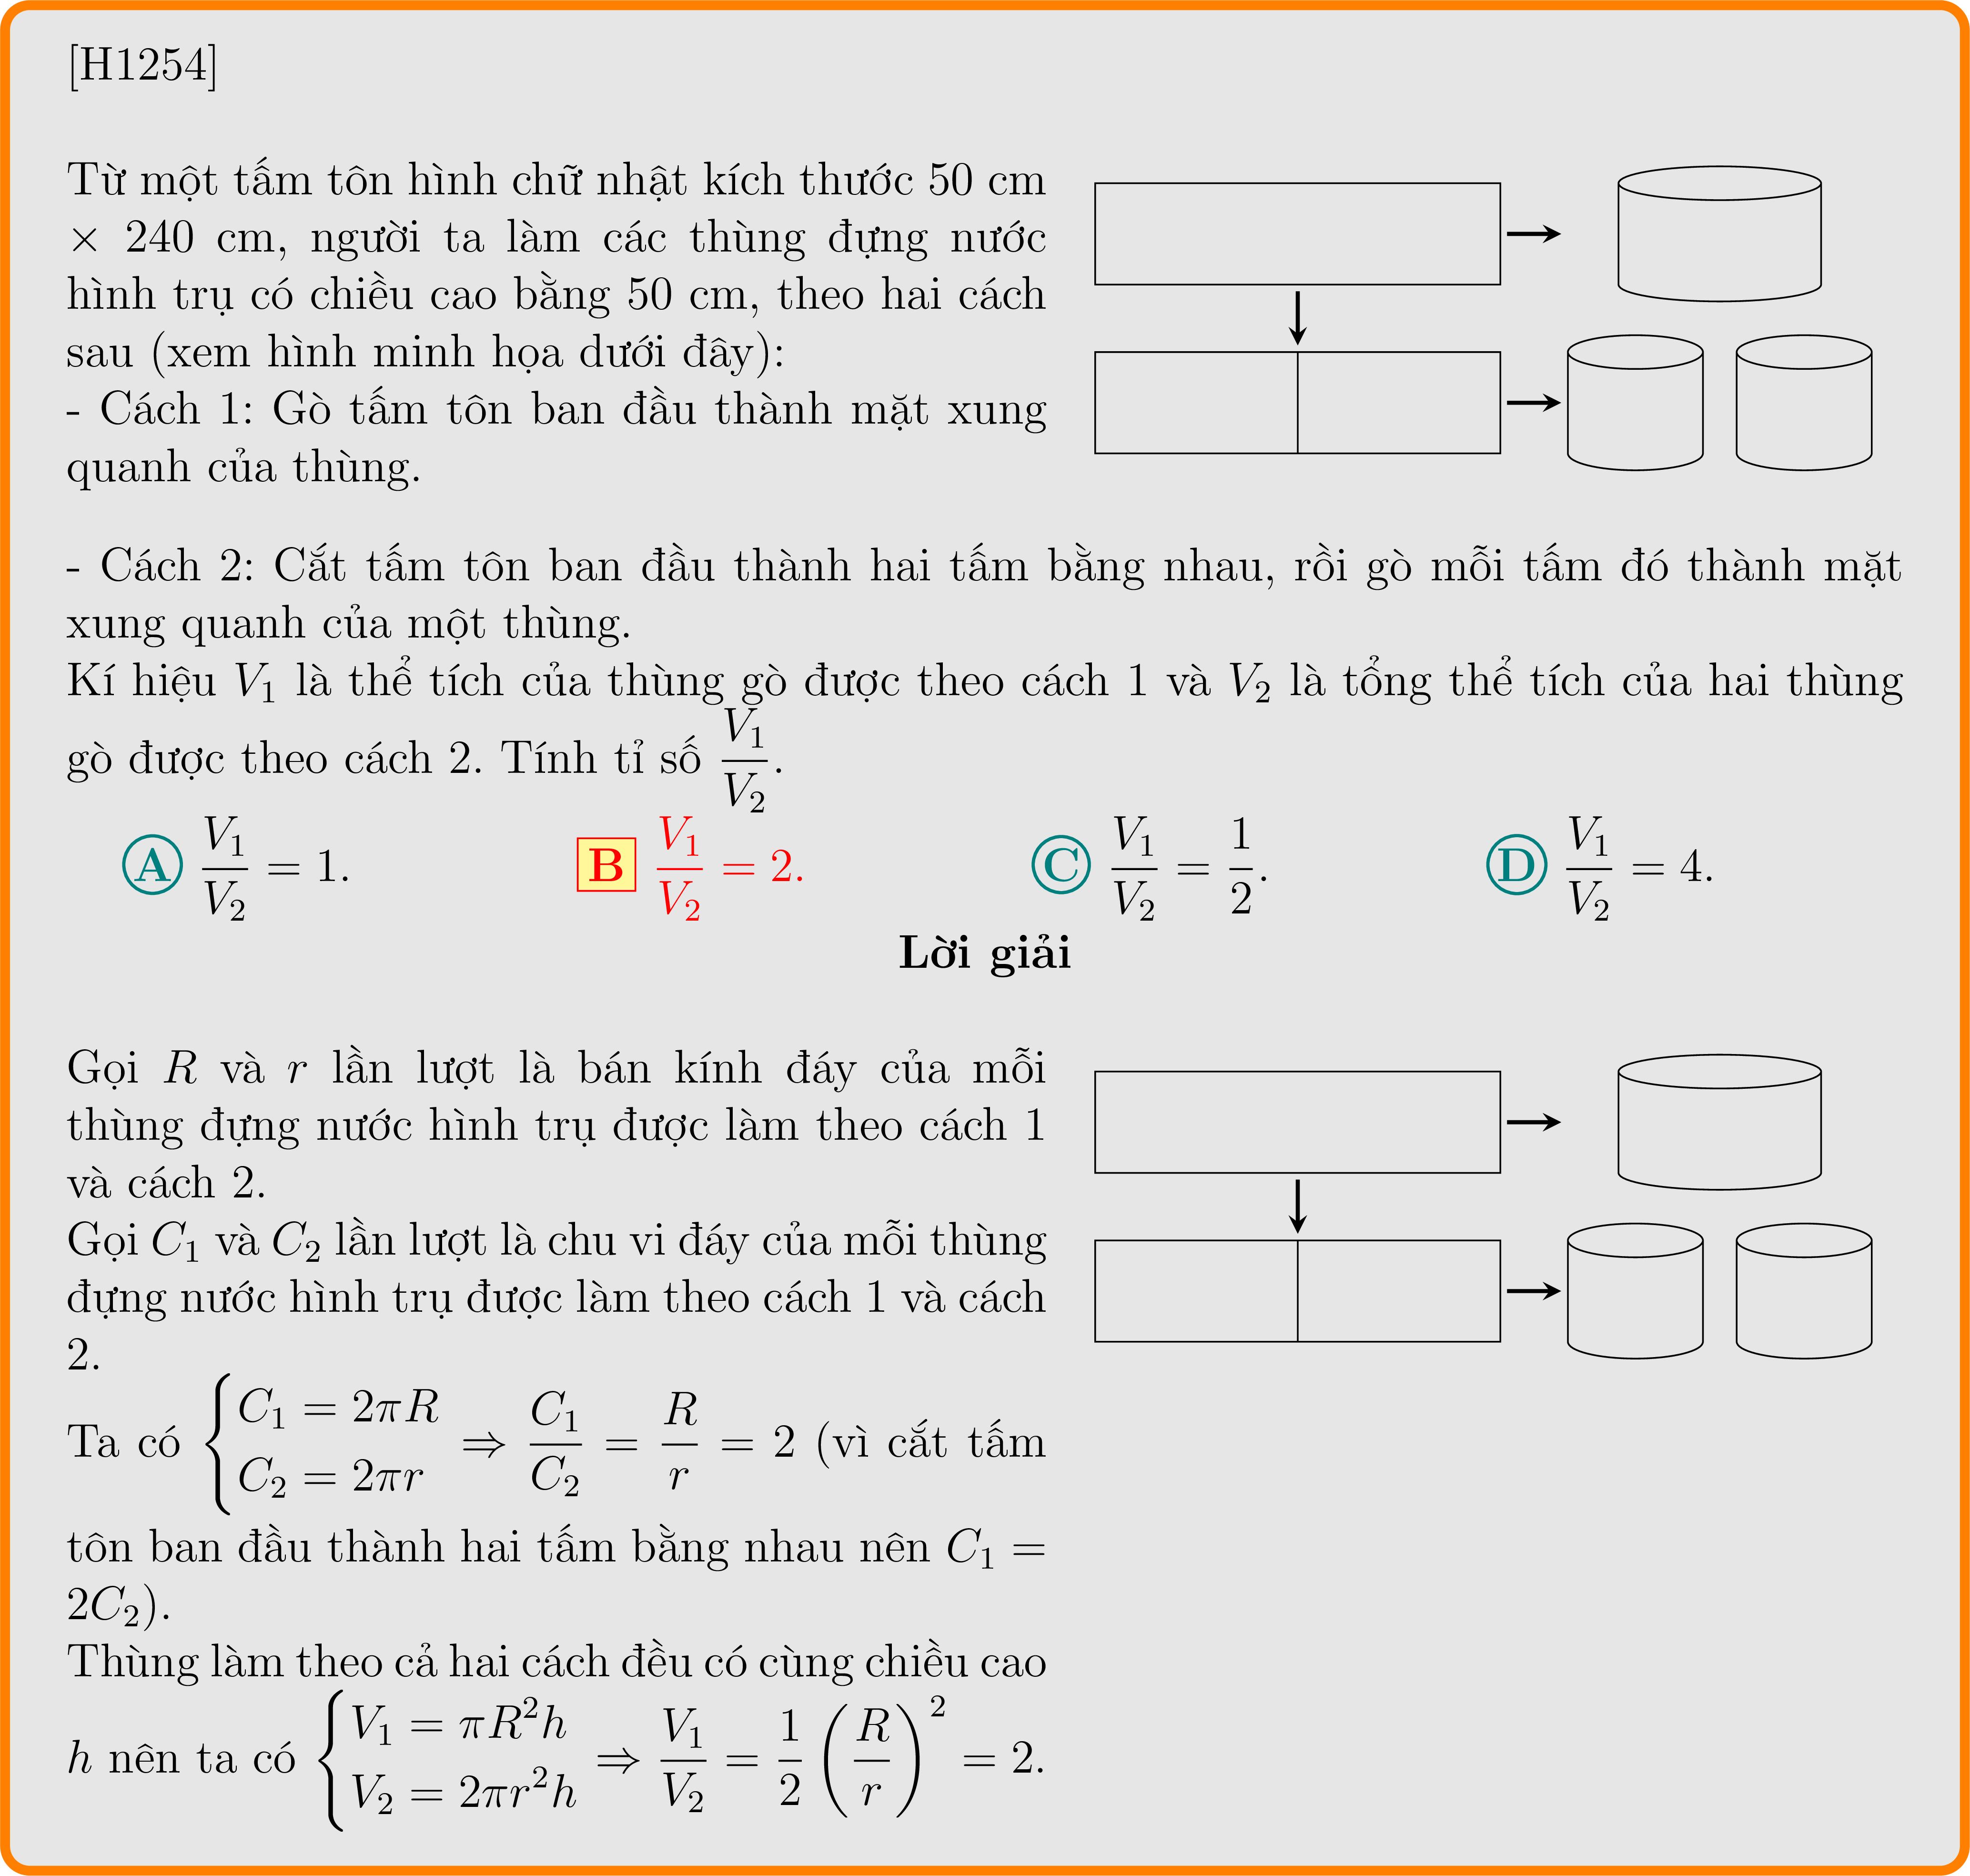 [H1254]
Từ một tấm tôn hình chữ nhật kích thước 50 cm
× 240 cm, người ta làm các thùng đựng nước
hình trụ có chiều cao bằng 50 cm, theo hai cách
sau (xem hình minh họa dưới đây):
- Cách 1: Gò tấm tôn ban đầu thành mặt xung
quanh của thùng.
- Cách 2: Cắt tấm tôn ban đầu thành hai tấm bằng nhau, rồi gò mỗi tấm đó thành mặt
xung quanh của một thùng.
Kí hiệu $V_1$ là thể tích của thùng gò được theo cách 1 và $V_2$ là tổng thể tích của hai thùng
gò được theo cách 2. Tính tỉ số $\dfrac{V_1}{V_2}$.
A $\dfrac{V_1}{V_2} = 1.$ B $\dfrac{V_1}{V_2} = 2.$ C $\dfrac{V_1}{V_2} = \dfrac{1}{2}.$ D $\dfrac{V_1}{V_2} = 4.$
Lời giải
Gọi $R$ và $r$ lần lượt là bán kính đáy của mỗi
thùng đựng nước hình trụ được làm theo cách 1
và cách 2.
Gọi $C_1$ và $C_2$ lần lượt là chu vi đáy của mỗi thùng
đựng nước hình trụ được làm theo cách 1 và cách
2.
Ta có $\begin{cases} C_1 = 2\pi R \\ C_2 = 2\pi r \end{cases} \Rightarrow \dfrac{C_1}{C_2} = \dfrac{R}{r} = 2$ (vì cắt tấm
tôn ban đầu thành hai tấm bằng nhau nên $C_1 =$
$2C_2$).
Thùng làm theo cả hai cách đều có cùng chiều cao
$h$ nên ta có $\begin{cases} V_1 = \pi R^2 h \\ V_2 = 2\pi r^2 h \end{cases} \Rightarrow \dfrac{V_1}{V_2} = \dfrac{1}{2} \left( \dfrac{R}{r} \right)^2 = 2.$